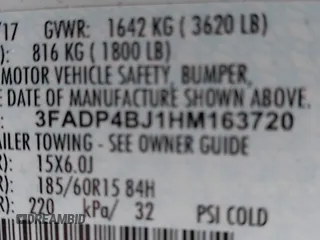 /17 GVWR: 1642 KG ( 3620 LB)
): 816 KG ( 1800 LB)
MOTOR VEHICLE SAFETY, BUMPER,
E DATE OF MANUFACTURE SHOWN ABOVE.
3FADP4BJ1HM163720
AILER TOWING - SEE OWNER GUIDE
R): 15X6.0J
R): 185/60R15 84H
R): 220 kPa/ 32 PSI COLD
DREAMBID